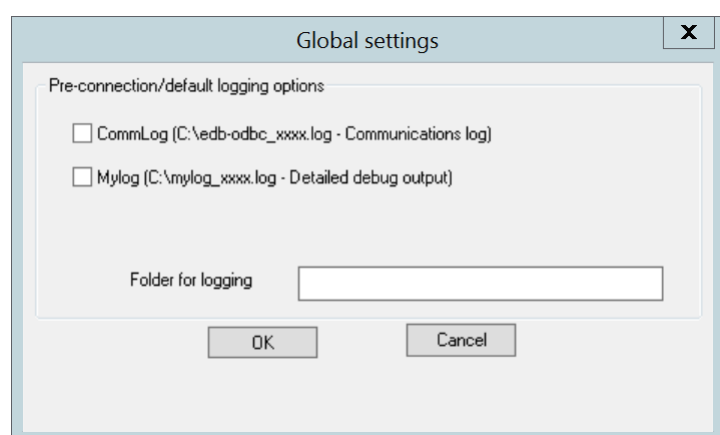 Global settings
X
Pre-connection/default logging options
CommLog (C:\edb-odbc_xxxx.log - Communications log)
Mylog (C:\mylog_xxxx.log - Detailed debug output)
Folder for logging
OK Cancel